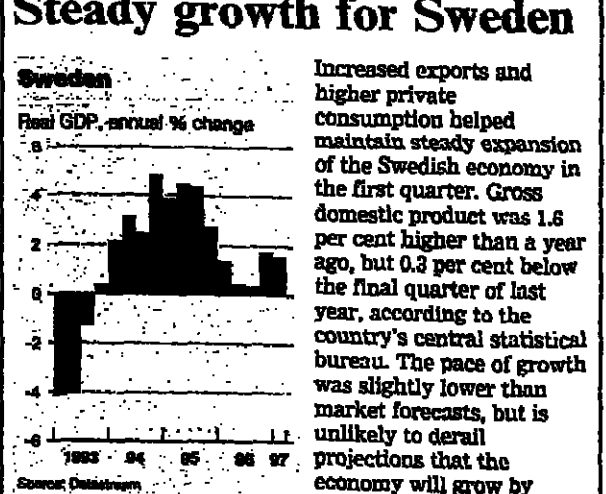 Steady growth for Sweden
Sweden
Real GDP, annual % change
6
4
2
0
-2
-4
-6
1993 94 95 96 97
Source: Datastream
Increased exports and
higher private
consumption helped
maintain steady expansion
of the Swedish economy in
the first quarter. Gross
domestic product was 1.6
per cent higher than a year
ago, but 0.3 per cent below
the final quarter of last
year, according to the
country's central statistical
bureau. The pace of growth
was slightly lower than
market forecasts, but is
unlikely to derail
projections that the
economy will grow by